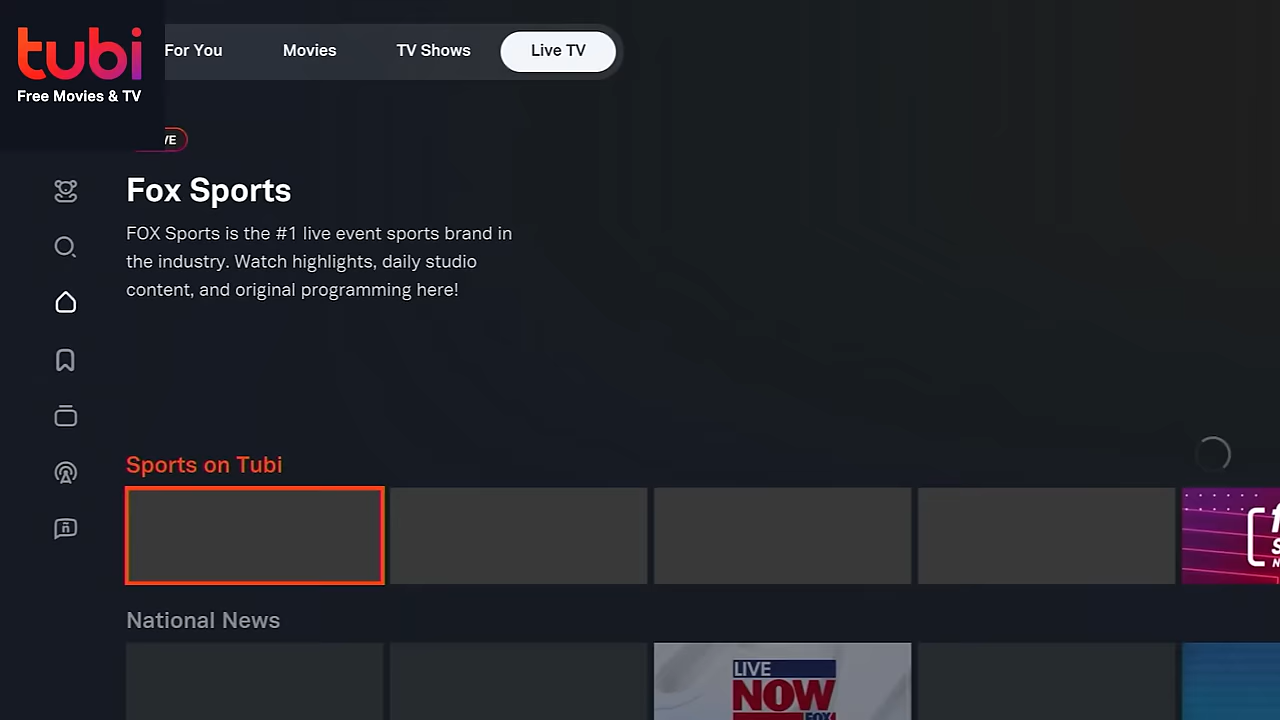 tubi
Free Movies & TV
For You
Movies
TV Shows
Live TV
Fox Sports
FOX Sports is the #1 live event sports brand in
the industry. Watch highlights, daily studio
content, and original programming here!
ñ
Sports on Tubi
National News
LIVE
NOW
FOX